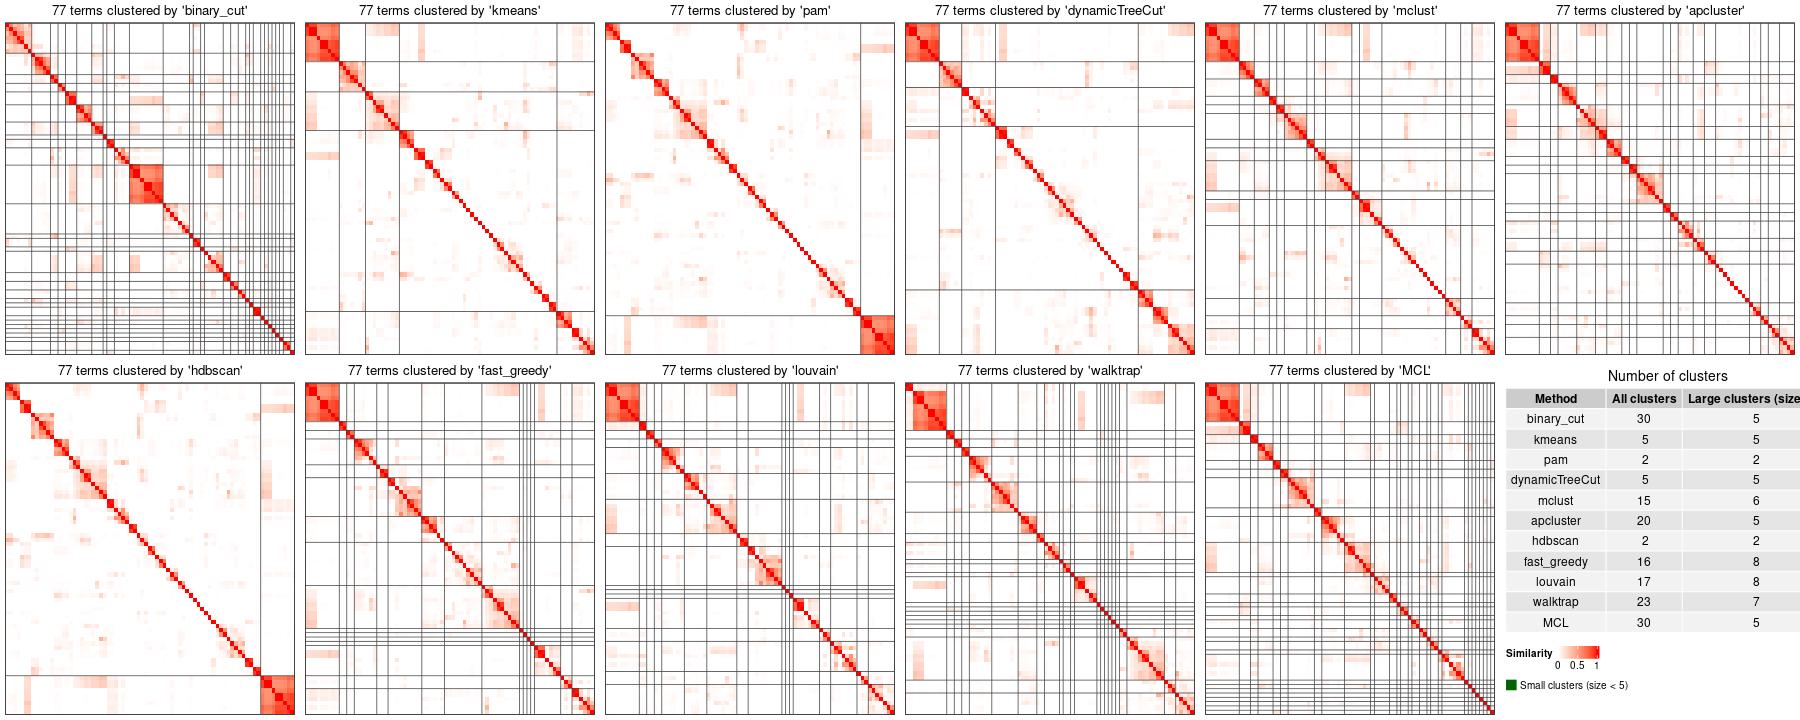 77 terms clustered by 'binary_cut'
77 terms clustered by 'kmeans'
77 terms clustered by 'pam'
77 terms clustered by 'dynamicTreeCut'
77 terms clustered by 'mclust'
77 terms clustered by 'apcluster'
77 terms clustered by 'hdbscan'
77 terms clustered by 'fast_greedy'
77 terms clustered by 'louvain'
77 terms clustered by 'walktrap'
77 terms clustered by 'MCL'
Number of clusters
Method All clusters Large clusters (size
binary_cut 30 5
kmeans 5 5
pam 2 2
dynamicTreeCut 5 5
mclust 15 6
apcluster 20 5
hdbscan 2 2
fast_greedy 16 8
louvain 17 8
walktrap 23 7
MCL 30 5
Similarity
0 0.5 1
Small clusters (size < 5)